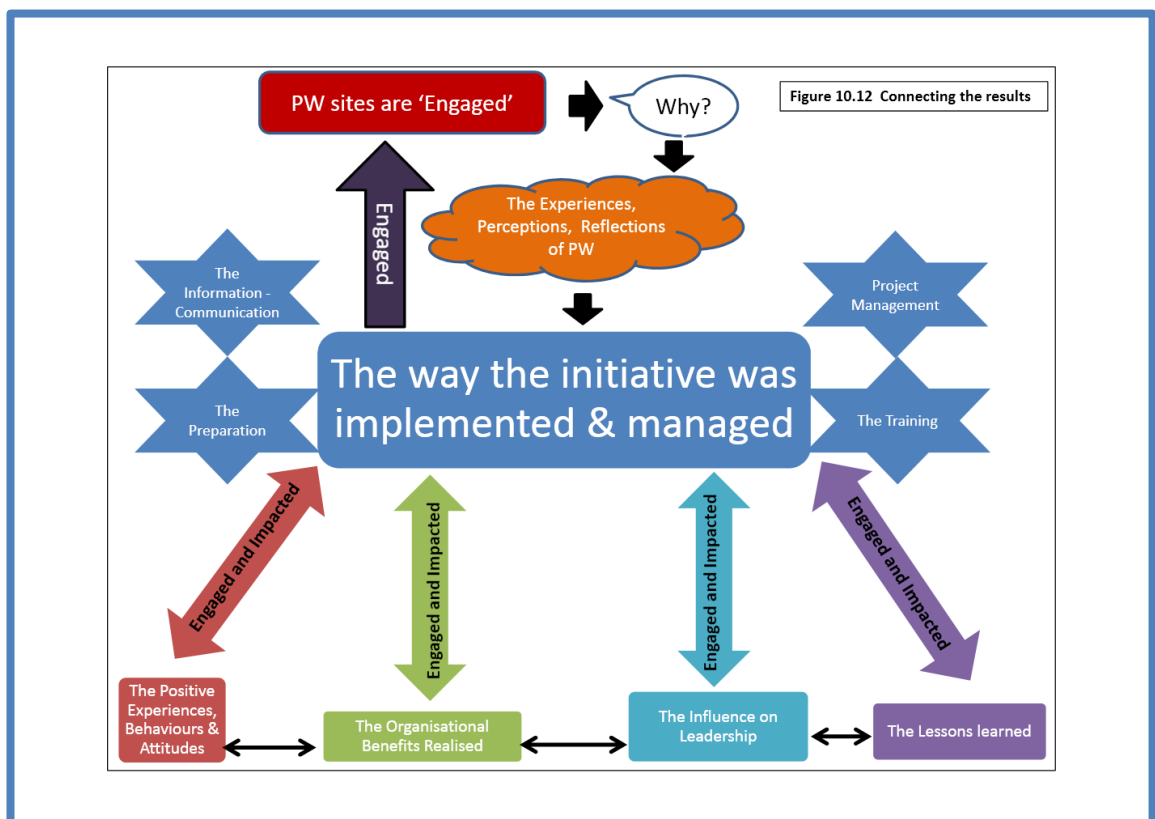 PW sites are ‘Engaged’
Why?
Figure 10.12  Connecting the results
The Experiences,
Perceptions,  Reflections
of PW
Engaged
The
Information -
Communication
Project
Management
The way the initiative was
implemented & managed
The
Preparation
The Training
Engaged and Impacted
Engaged and Impacted
Engaged and Impacted
Engaged and Impacted
The Positive
Experiences,
Behaviours &
Attitudes
The Organisational
Benefits Realised
The Influence on
Leadership
The Lessons learned